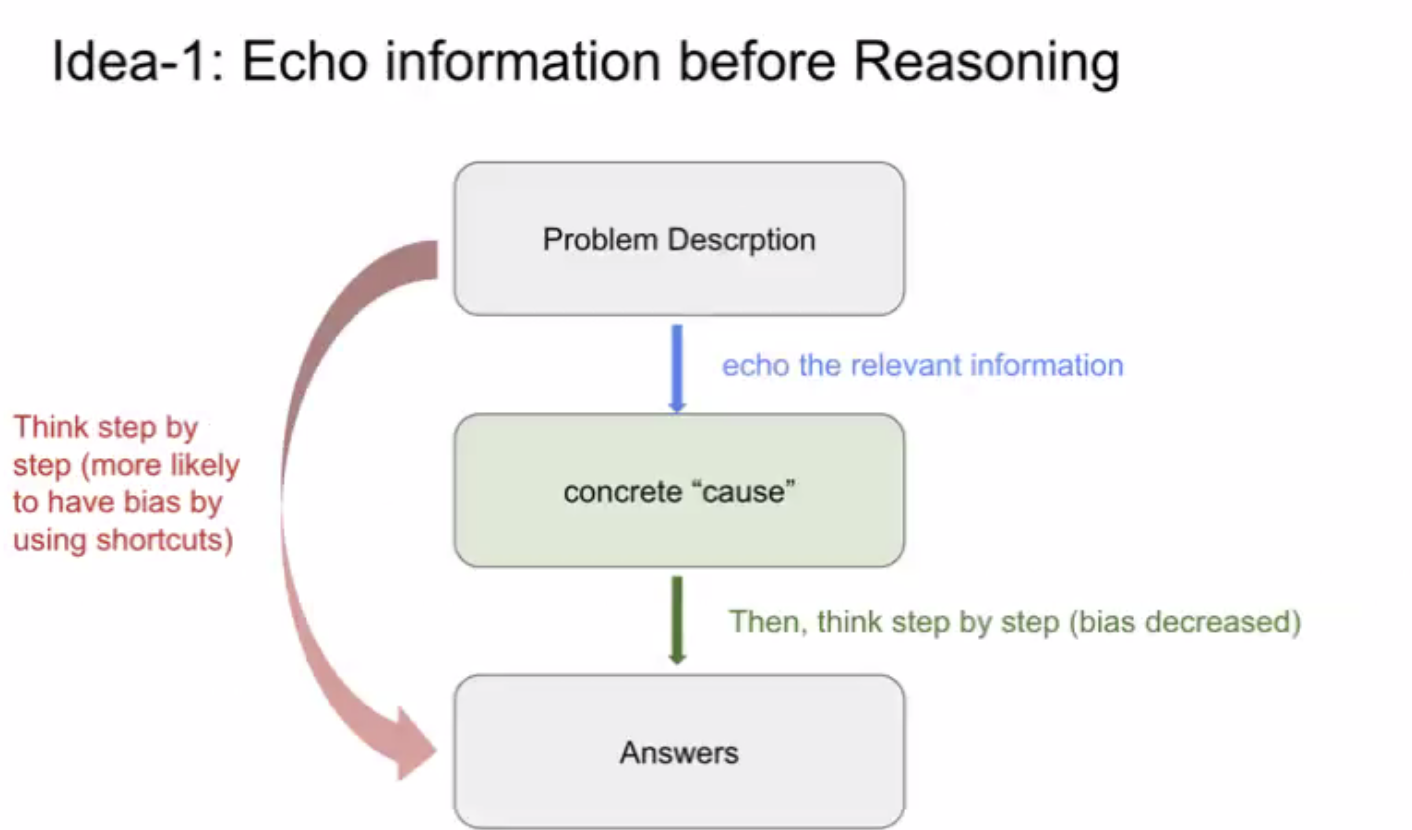 Idea-1: Echo information before Reasoning
Problem Descrption
echo the relevant information
Think step by
step (more likely
to have bias by
using shortcuts)
concrete “cause”
Then, think step by step (bias decreased)
Answers